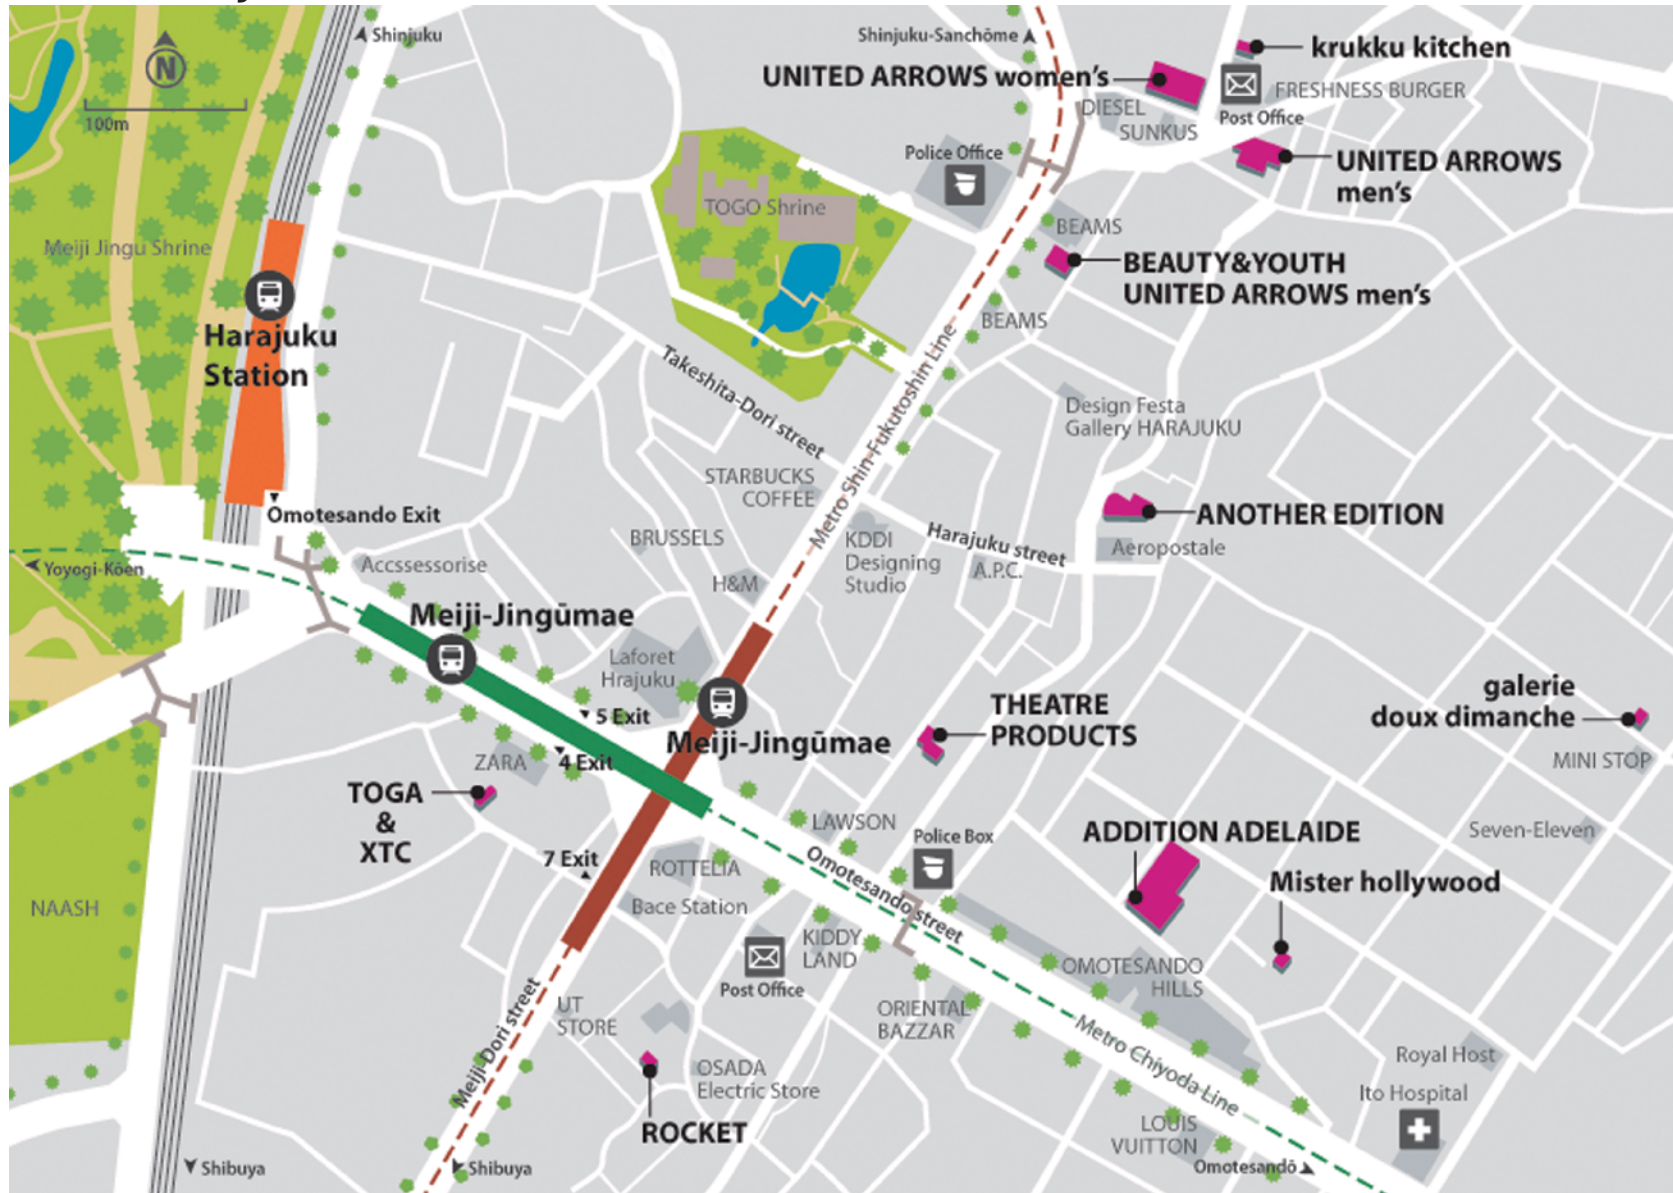 Shinjuku
Shinjuku-Sanchōme
krukku kitchen
UNITED ARROWS women's
N
100m
DIESEL
FRESHNESS BURGER
SUNKUS
Post Office
Police Office
UNITED ARROWS
men's
TOGO Shrine
BEAMS
Meiji Jingu Shrine
BEAUTY&YOUTH
UNITED ARROWS men's
Harajuku
Station
BEAMS
Takeshita-Dori street
Metro Shin-Fukutoshin Line
Design Festa
Gallery HARAJUKU
STARBUCKS
COFFEE
Omotesando Exit
ANOTHER EDITION
BRUSSELS
KDDI
Designing
Studio
Harajuku street
A.P.C.
Aeropostale
Yoyogi-Kōen
Accssessorise
H&M
Meiji-Jingūmae
Laforet
Hrajuku
5 Exit
Meiji-Jingūmae
THEATRE
PRODUCTS
galerie
doux dimanche
MINI STOP
ZARA
4 Exit
TOGA
&
XTC
LAWSON
Police Box
ADDITION ADELAIDE
Seven-Eleven
7 Exit
ROTTELIA
Omotesando street
Mister hollywood
NAASH
Bace Station
KIDDY
LAND
Post Office
OMOTESANDO
HILLS
UT
STORE
ORIENTAL
BAZZAR
Meiji-Dori street
Metro Chiyoda Line
Royal Host
OSADA
Electric Store
Ito Hospital
ROCKET
LOUIS
VUITTON
Shibuya
Shibuya
Omotesandō